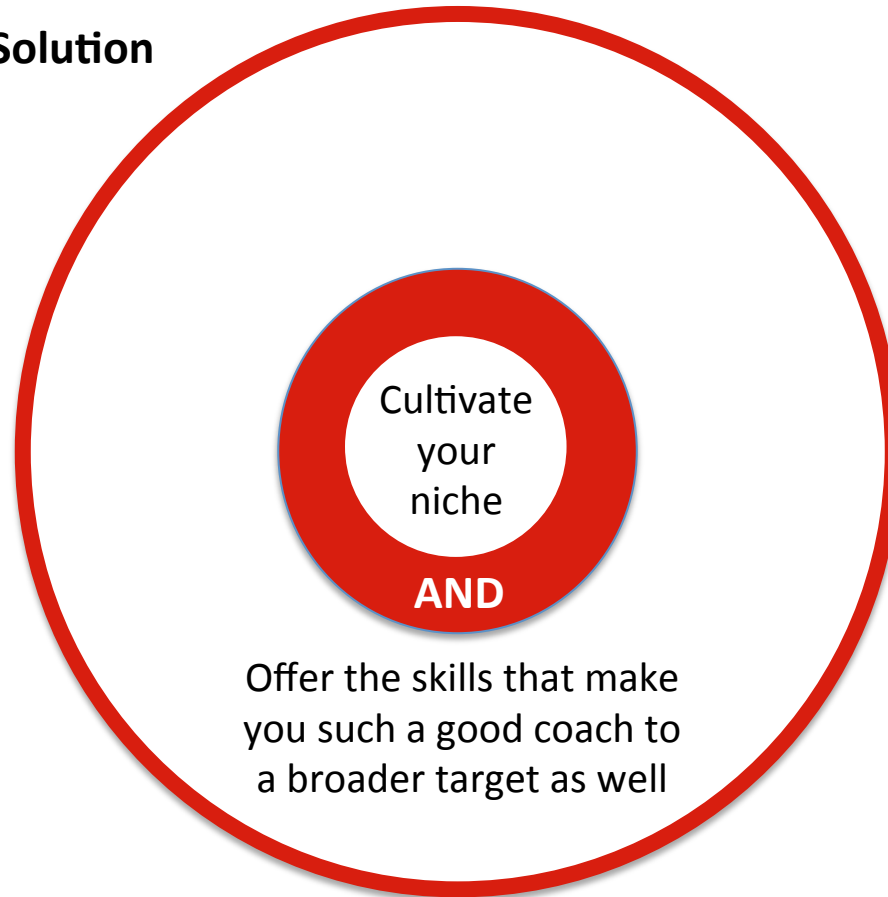 Solution
Cultivate
your
niche
AND
Offer the skills that make
you such a good coach to
a broader target as well